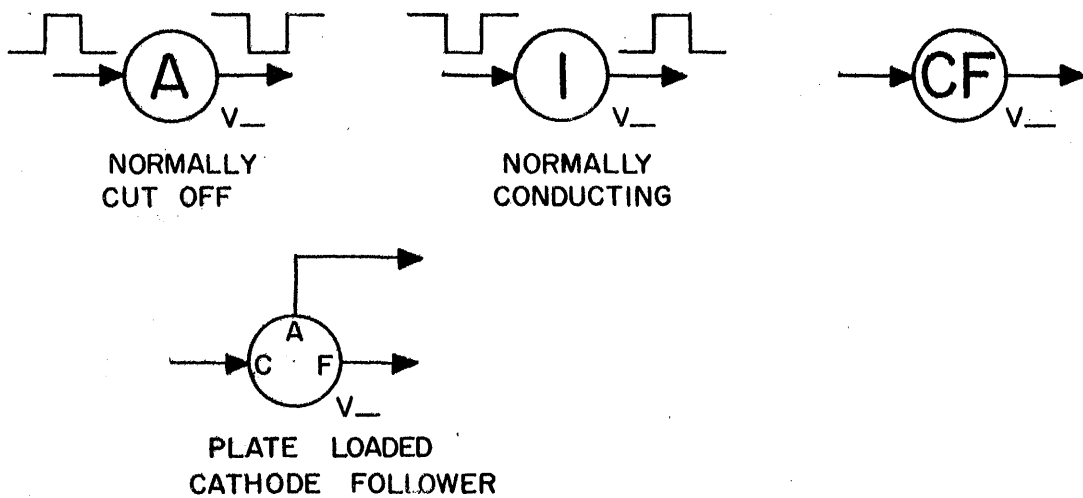 A
V_
NORMALLY
CUT OFF
I
V_
NORMALLY
CONDUCTING
CF
V_
A
C F
V_
PLATE LOADED
CATHODE FOLLOWER